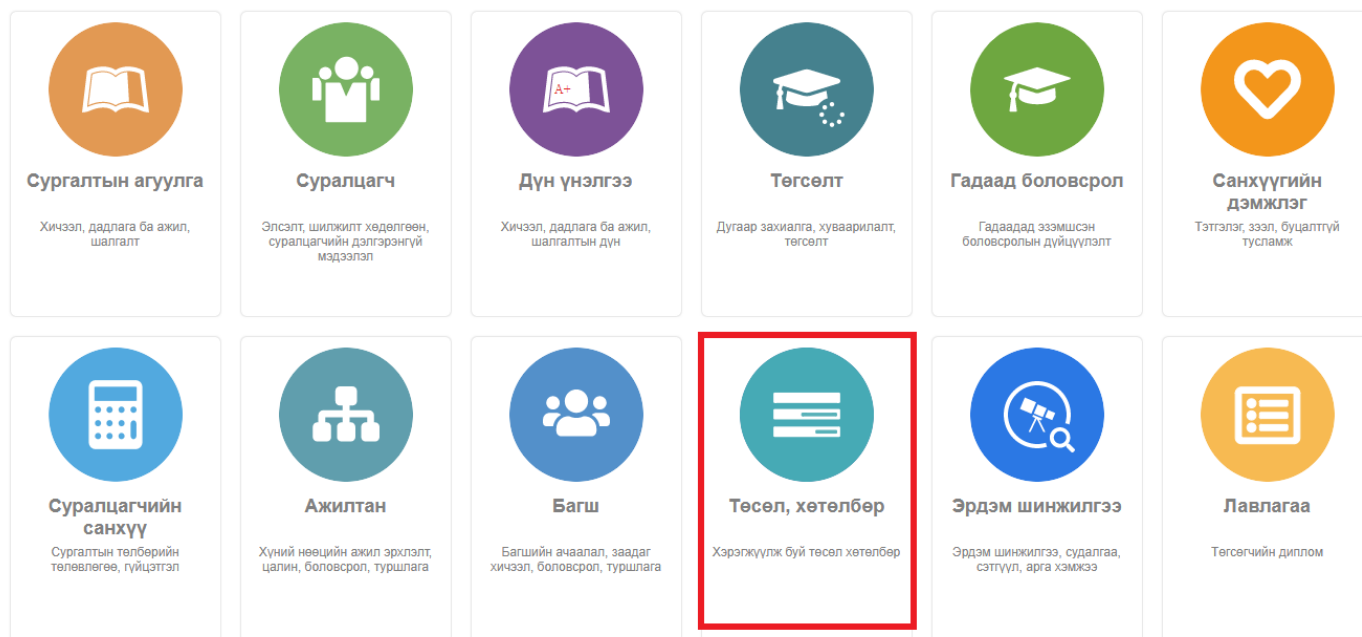 A+
Сургалтын агуулга
Хичээл, дадлага ба ажил,
шалгалт
Суралцагч
Элсэлт, шилжилт хөдөлгөөн,
суралцагчийн дэлгэрэнгүй
мэдээлэл
Дүн үнэлгээ
Хичээл, дадлага ба ажил,
шалгалтын дүн
Төгсөлт
Дугаар захиалга, хуваарилалт,
төгсөлт
Гадаад боловсрол
Гадаадад эзэмшсэн
боловсролын дүйцүүлэлт
Санхүүгийн
дэмжлэг
Тэтгэлэг, зээл, буцалтгүй
тусламж
Суралцагчийн
санхүү
Сургалтын төлбөрийн
төлөвлөгөө, гүйцэтгэл
Ажилтан
Хүний нөөцийн ажил эрхлэлт,
цалин, боловсрол, туршлага
Багш
Багшийн ачаалал, заадаг
хичээл, боловсрол, туршлага
Төсөл, хөтөлбөр
Хэрэгжүүлж буй төсөл хөтөлбөр
Эрдэм шинжилгээ
Эрдэм шинжилгээ, судалгаа,
сэтгүүл, арга хэмжээ
Лавлагаа
Төгсөгчийн диплом